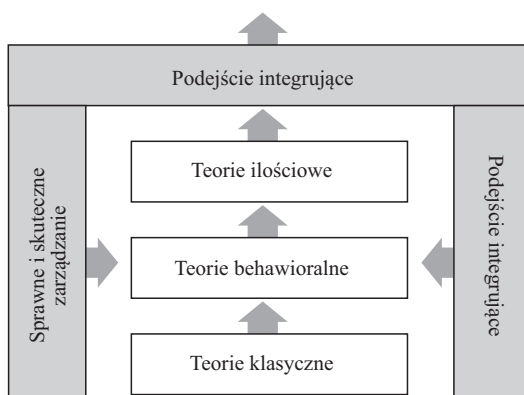 Podejście integrujące
Teorie ilościowe
Teorie behawioralne
Teorie klasyczne
Sprawne i skuteczne
zarządzanie
Podejście integrujące